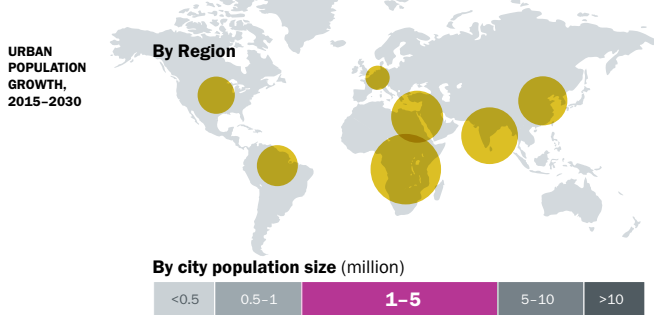 URBAN
POPULATION
GROWTH,
2015–2030
By Region
By city population size (million)
<0.5 0.5–1 1–5 5–10 >10